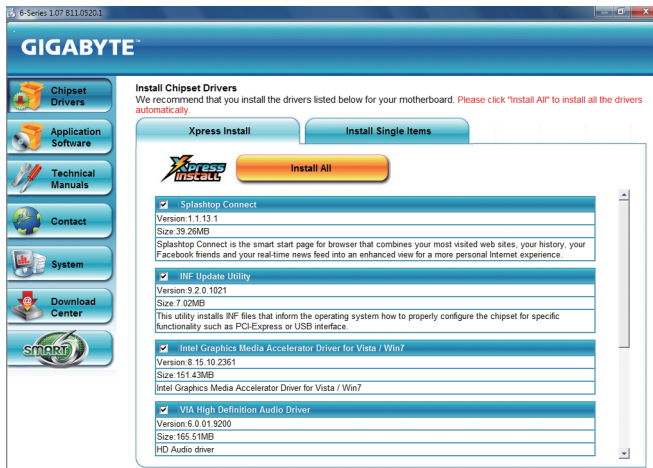 6-Series 1.07 B11.0520.1
GIGABYTE™
Chipset
Drivers
Application
Software
Technical
Manuals
Contact
System
Download
Center
SMART 6
Install Chipset Drivers
We recommend that you install the drivers listed below for your motherboard. Please click "Install All" to install all the drivers
automatically.
Xpress Install
Install Single Items
Xpress
INSTALL
Install All
Splashtop Connect
Version:1.1.13.1
Size:39.26MB
Splashtop Connect is the smart start page for browser that combines your most visited web sites, your history, your
Facebook friends and your real-time news feed into an enhanced view for a more personal Internet experience.
INF Update Utility
Version:9.2.0.1021
Size:7.02MB
This utility installs INF files that inform the operating system how to properly configure the chipset for specific
functionality such as PCI-Express or USB interface.
Intel Graphics Media Accelerator Driver for Vista / Win7
Version:8.15.10.2361
Size:151.43MB
Intel Graphics Media Accelerator Driver for Vista / Win7
VIA High Definition Audio Driver
Version:6.0.01.9200
Size:165.51MB
HD Audio driver